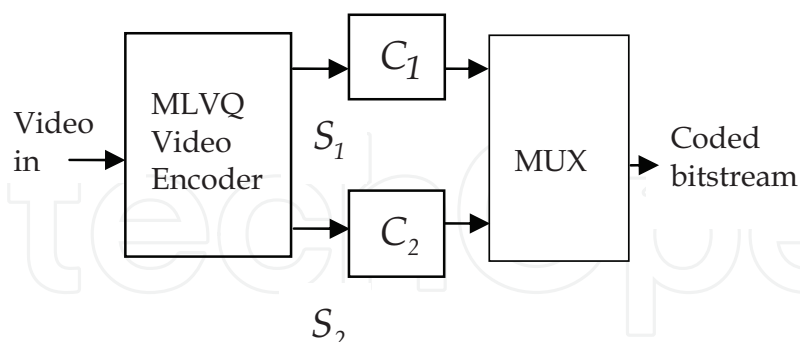 Video
in
MLVQ
Video
Encoder
S1
C1
S2
C2
MUX
Coded
bitstream